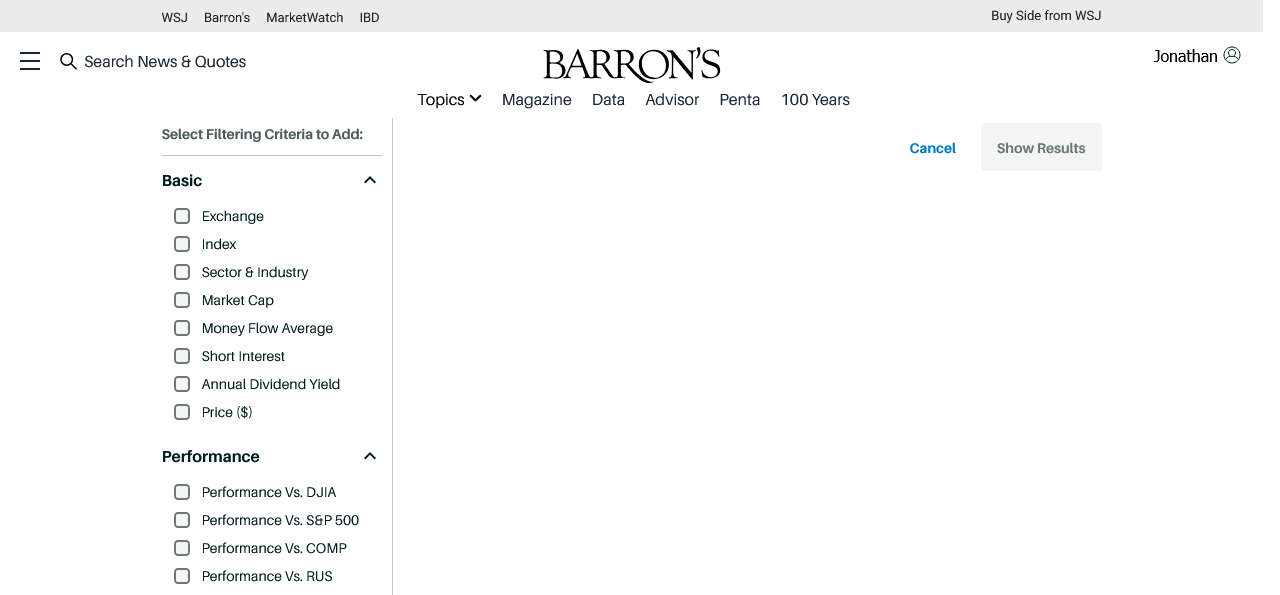 WSJ Barron's MarketWatch IBD Buy Side from WSJ
Search News & Quotes
BARRON'S
Jonathan
Topics Magazine Data Advisor Penta 100 Years
Select Filtering Criteria to Add:
Cancel
Show Results
Basic
Exchange
Index
Sector & Industry
Market Cap
Money Flow Average
Short Interest
Annual Dividend Yield
Price ($)
Performance
Performance Vs. DJIA
Performance Vs. S&P 500
Performance Vs. COMP
Performance Vs. RUS